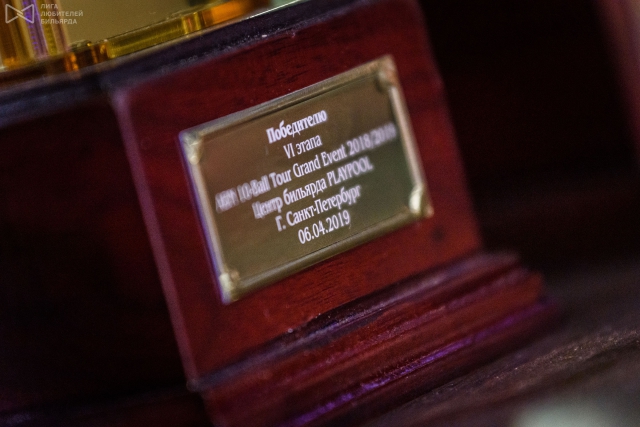 ЛИГА
ЛЮБИТЕЛЕЙ
БИЛЬЯРДА
Победителю
VI этапа
10-Ball Tour Grand Event 2018/2019
Центр бильярда PLAYPOOL
Г. Санкт-Петербург
06.04.2019